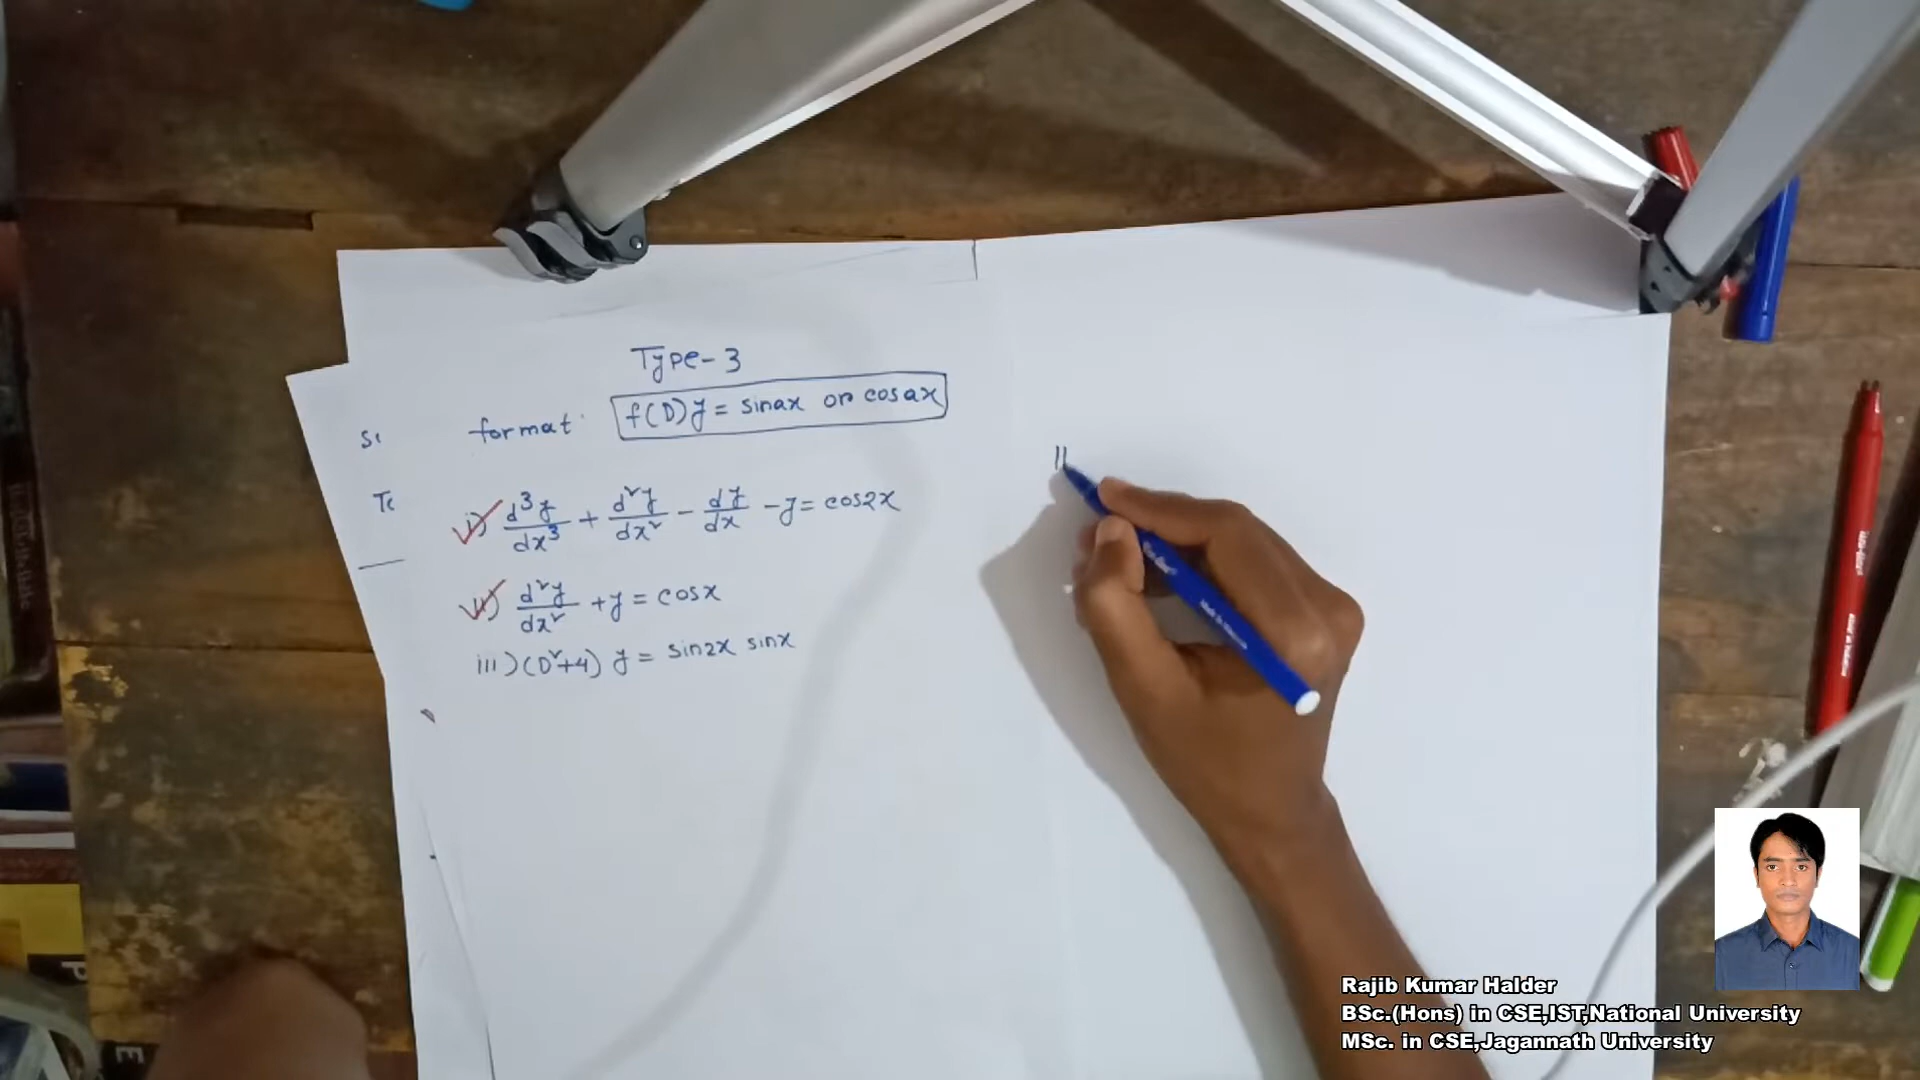 Type-3
format: f(D)y = sinax or cosax
i) d³y/dx³ + d²y/dx² - dy/dx - y = cos2x
ii) d²y/dx² + y = cosx
iii) (D²+4) y = sin2x sinx
Rajib Kumar Halder
BSc.(Hons) in CSE,IST,National University
MSc. in CSE,Jagannath University